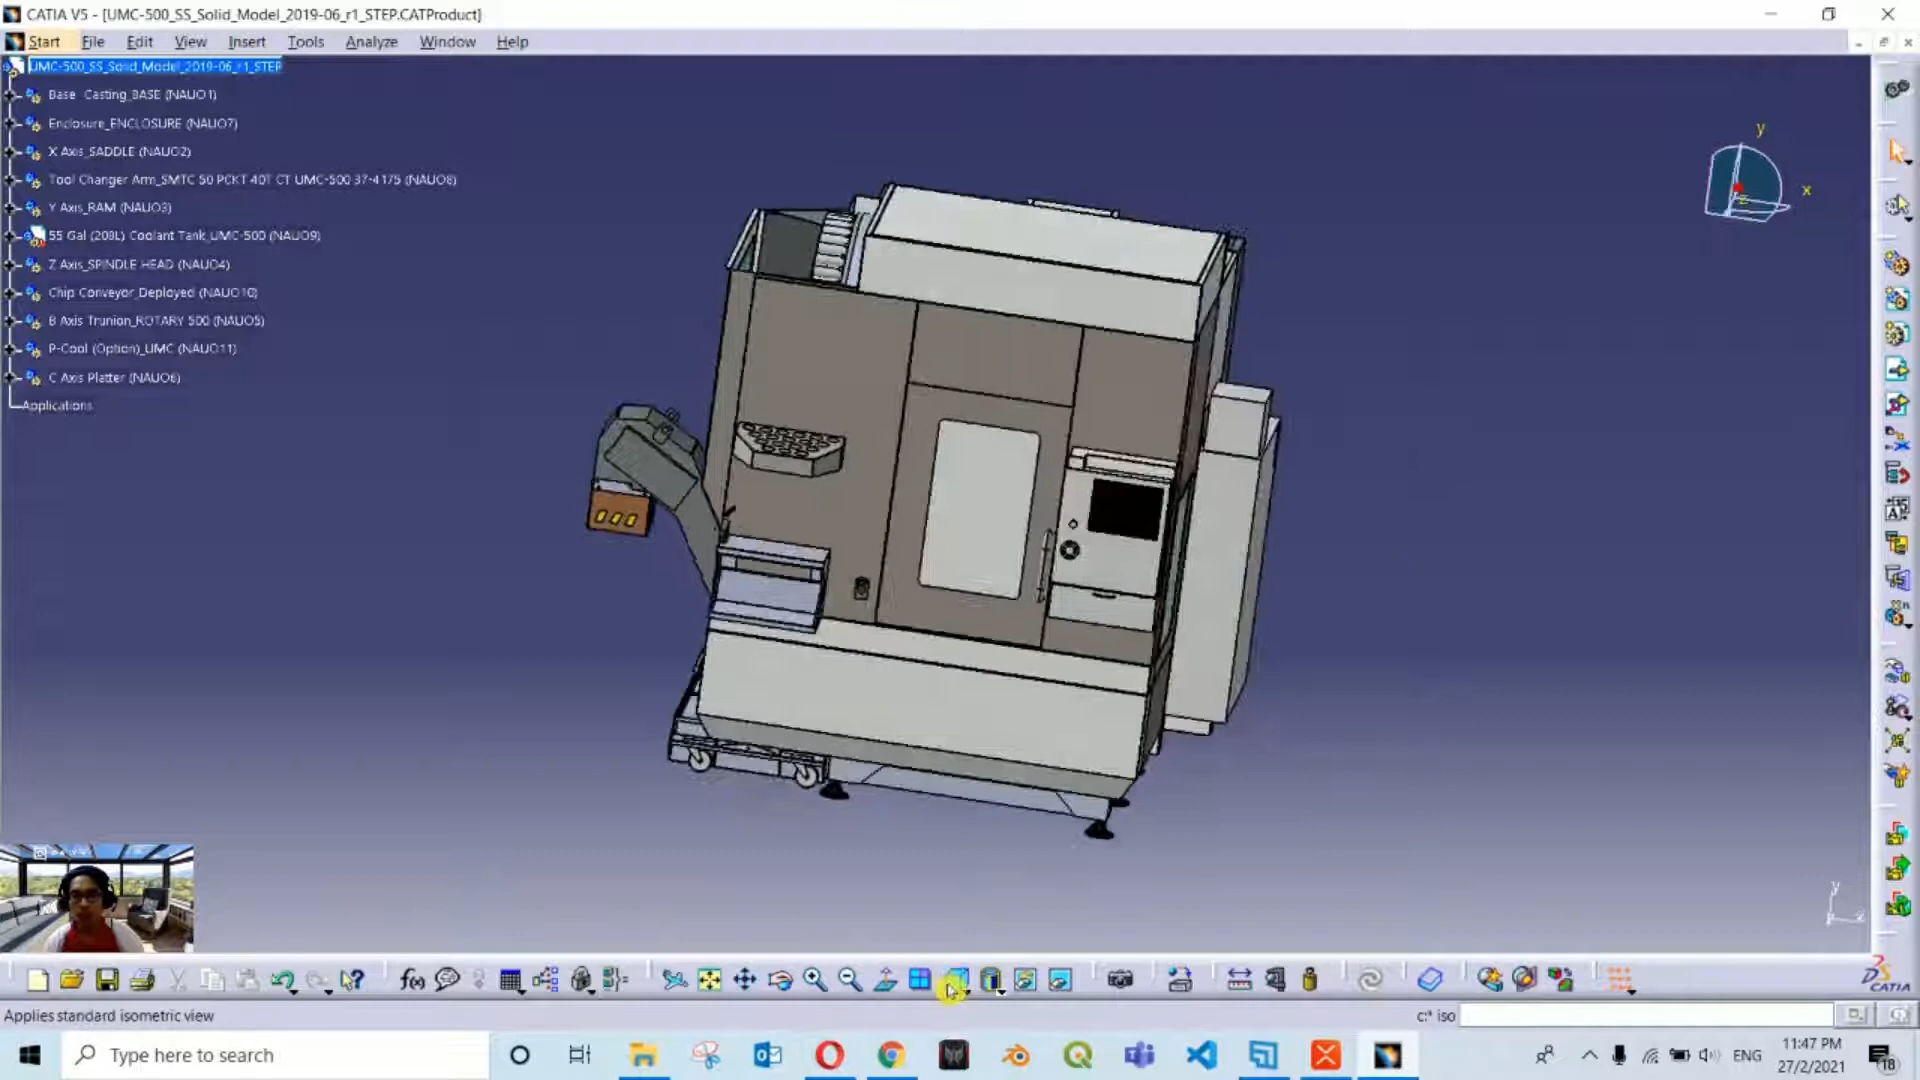 CATIA V5 - [UMC-500_SS_Solid_Model_2019-06_r1_STEP.CATProduct]
Start File Edit View Insert Tools Analyze Window Help
UMC-500_SS_Solid_Model_2019-06_r1_STEP
Base Casting_BASE (NAUO1)
Enclosure_ENCLOSURE (NAUO7)
X Axis_SADDLE (NAUO2)
Tool Changer Arm_SMTC 50 PCKT 40T CT UMC-500 37-4175 (NAUO8)
Y Axis_RAM (NAUO3)
55 Gal (208L) Coolant Tank_UMC-500 (NAUO9)
Z Axis_SPINDLE HEAD (NAUO4)
Chip Conveyor_Deployed (NAUO10)
B Axis Trunion_ROTARY 500 (NAUO5)
P-Cool (Option)_UMC (NAUO11)
C Axis Platter (NAUO6)
Applications
y
x
z
y
x
f(x)
CATIA
Applies standard isometric view
c:* iso
Type here to search
ENG
11:47 PM
27/2/2021
18